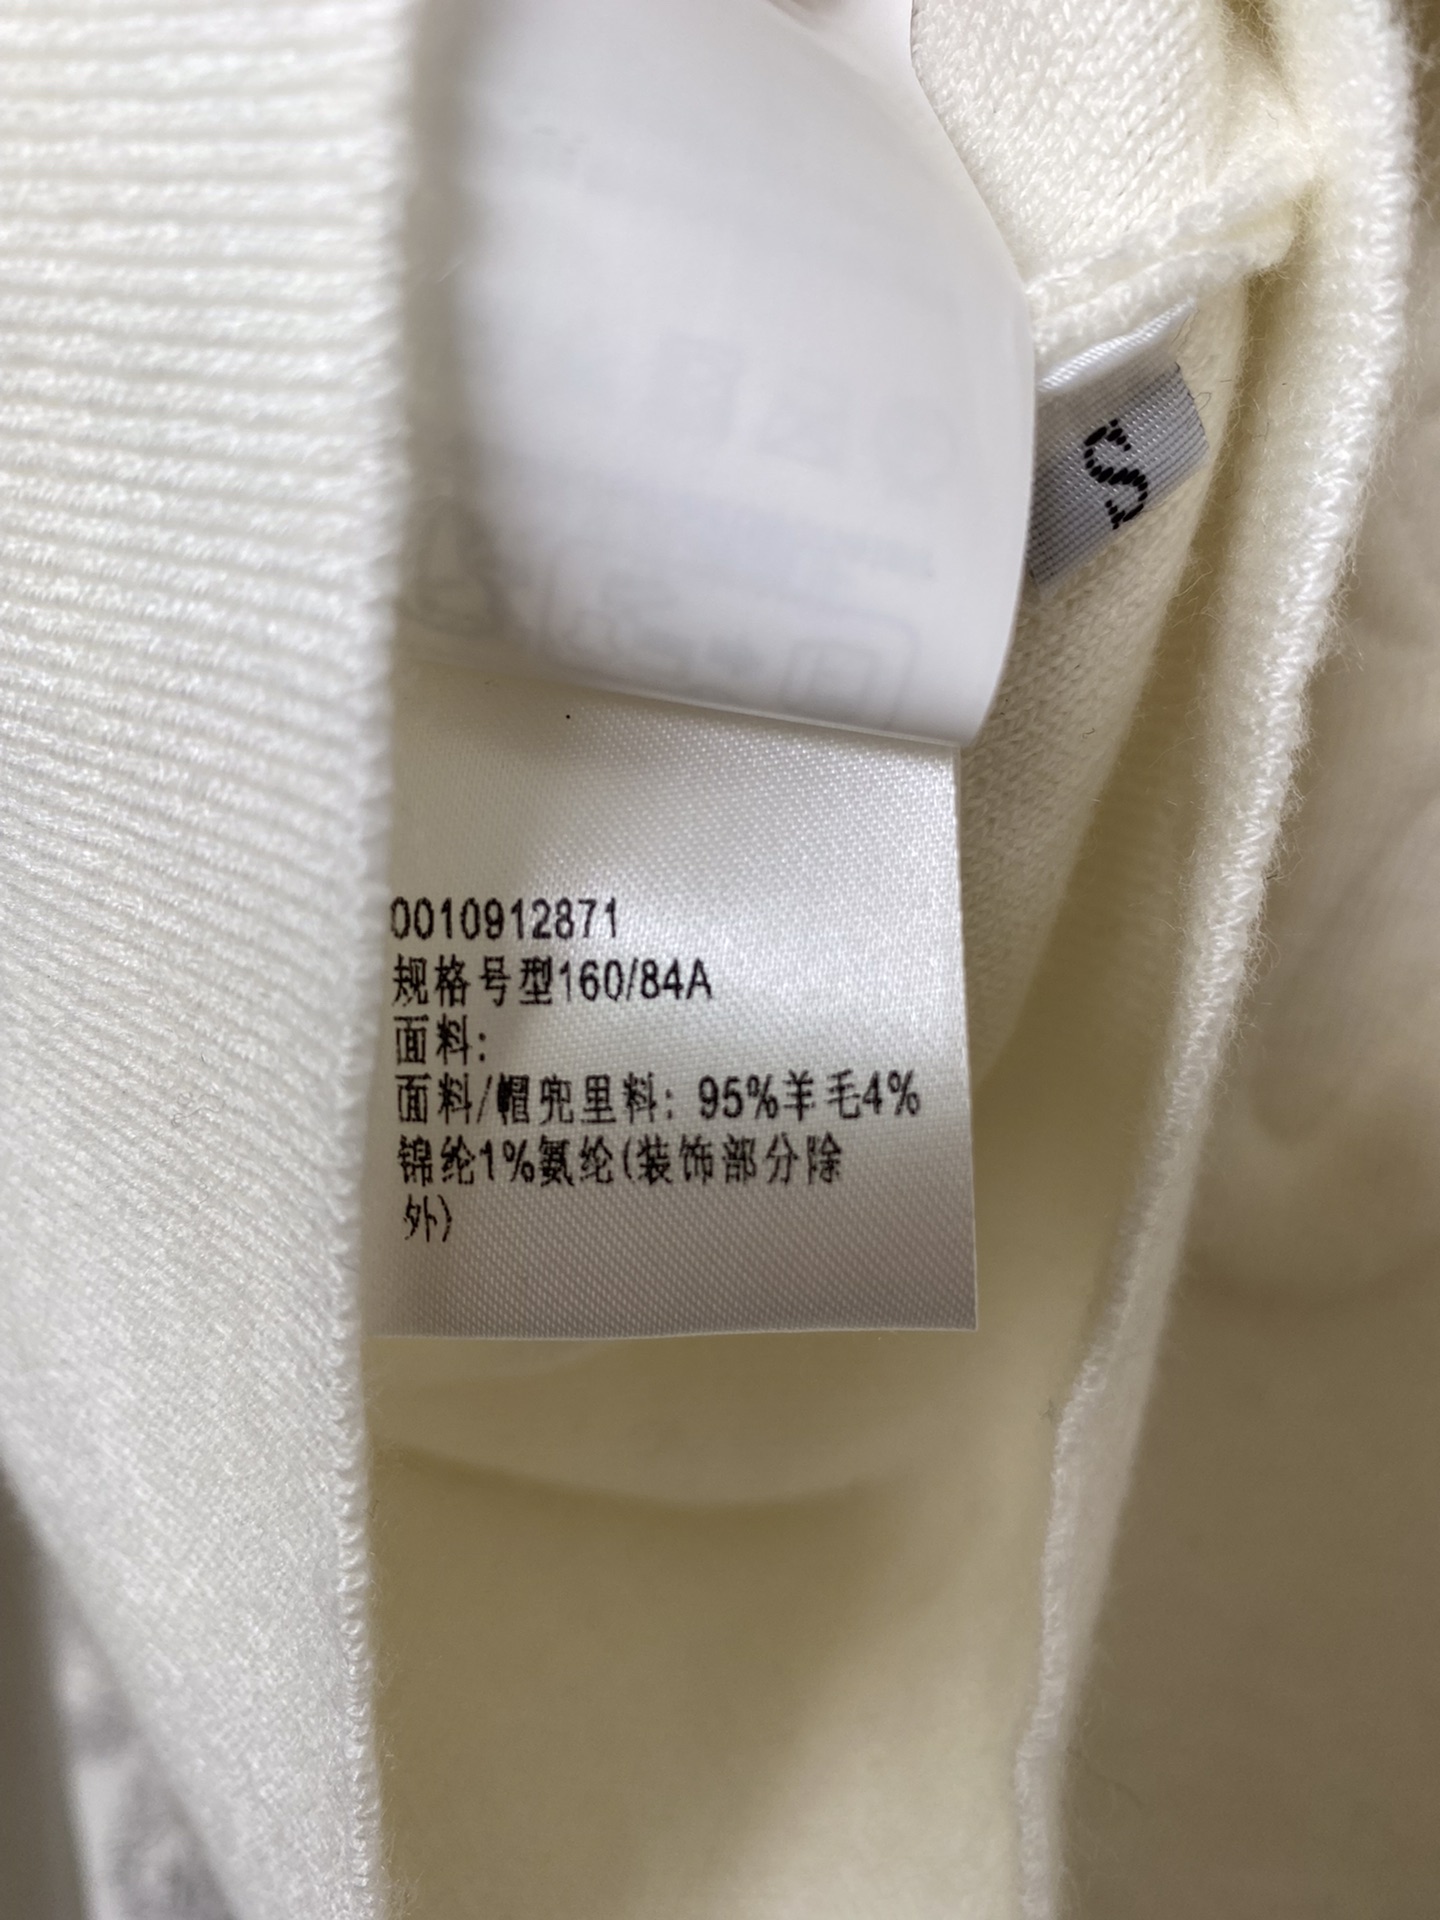 S
0010912871
规格号型160/84A
面料:
面料/帽兜里料: 95%羊毛4%
锦纶1%氨纶(装饰部分除
外)